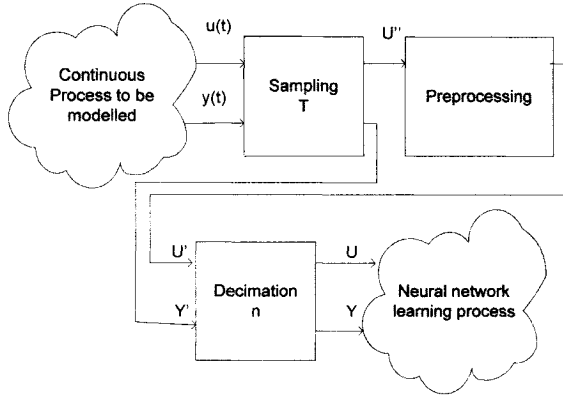 Continuous
Process to be
modelled
u(t)
y(t)
Sampling
T
U''
Preprocessing
U'
Y'
Decimation
n
U
Y
Neural network
learning process